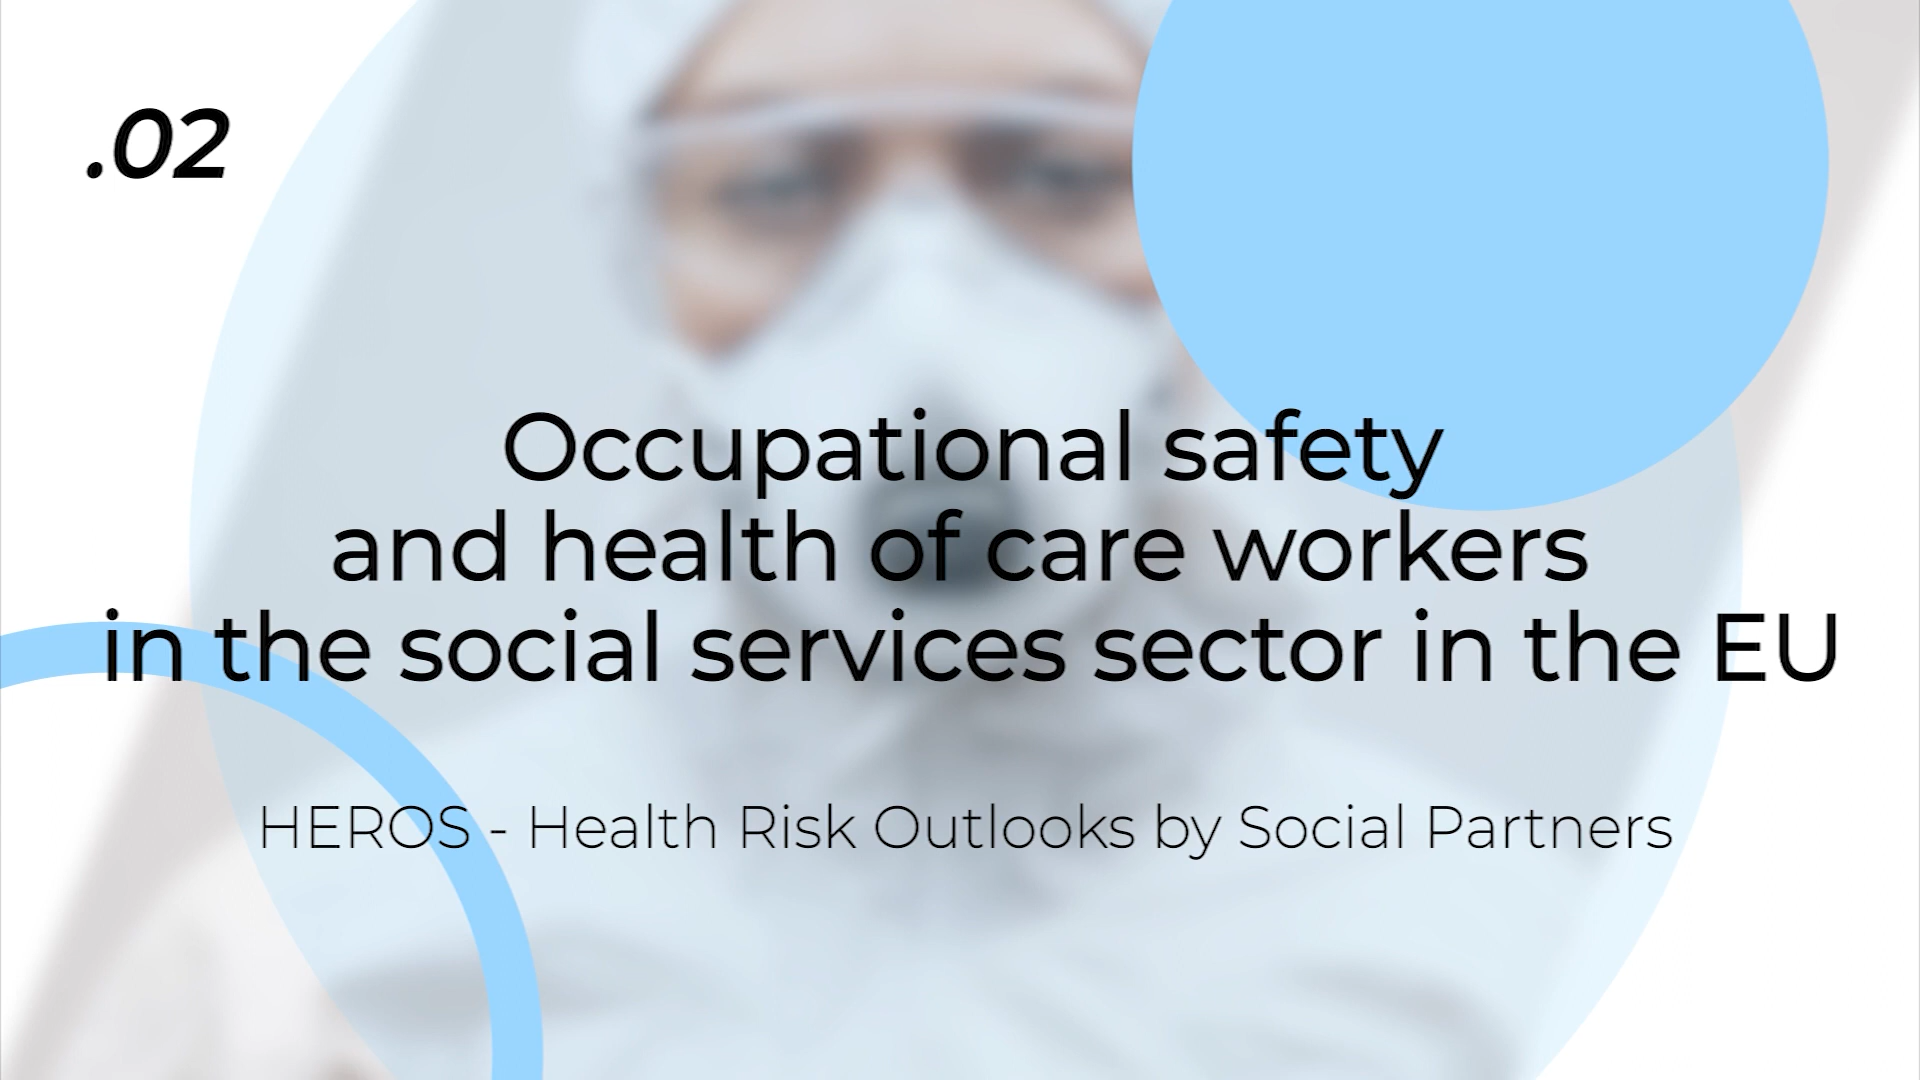 .02
Occupational safety
and health of care workers
in the social services sector in the EU
HEROS - Health Risk Outlooks by Social Partners